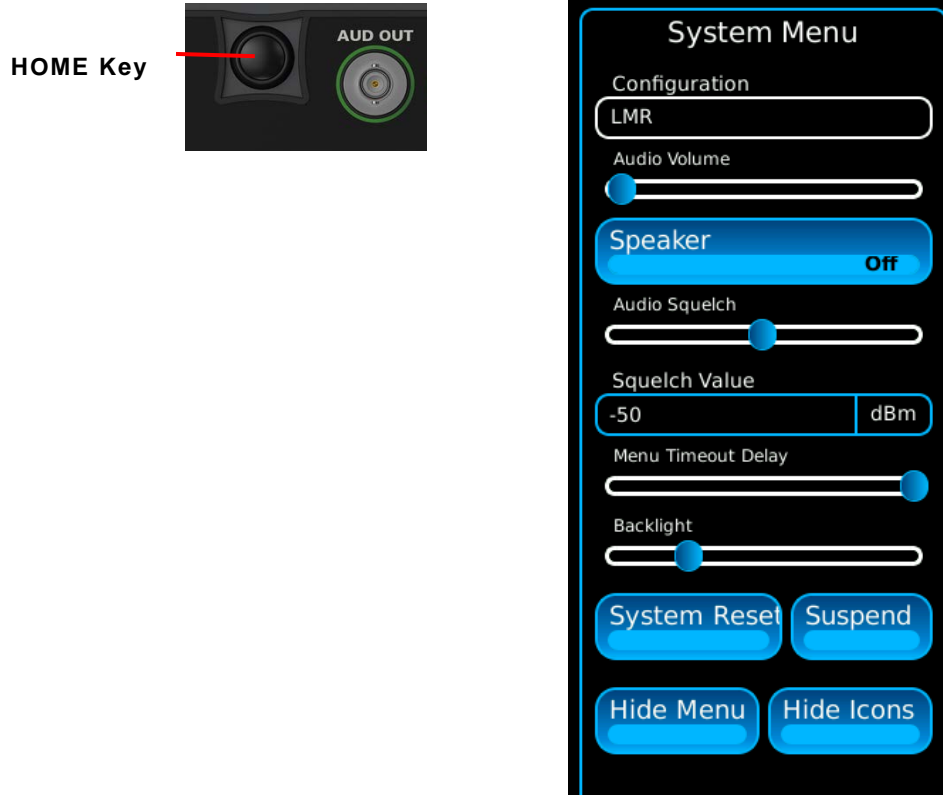 HOME Key
AUD OUT
System Menu
Configuration
LMR
Audio Volume
Speaker
Off
Audio Squelch
Squelch Value
-50 dBm
Menu Timeout Delay
Backlight
System Reset Suspend
Hide Menu Hide Icons